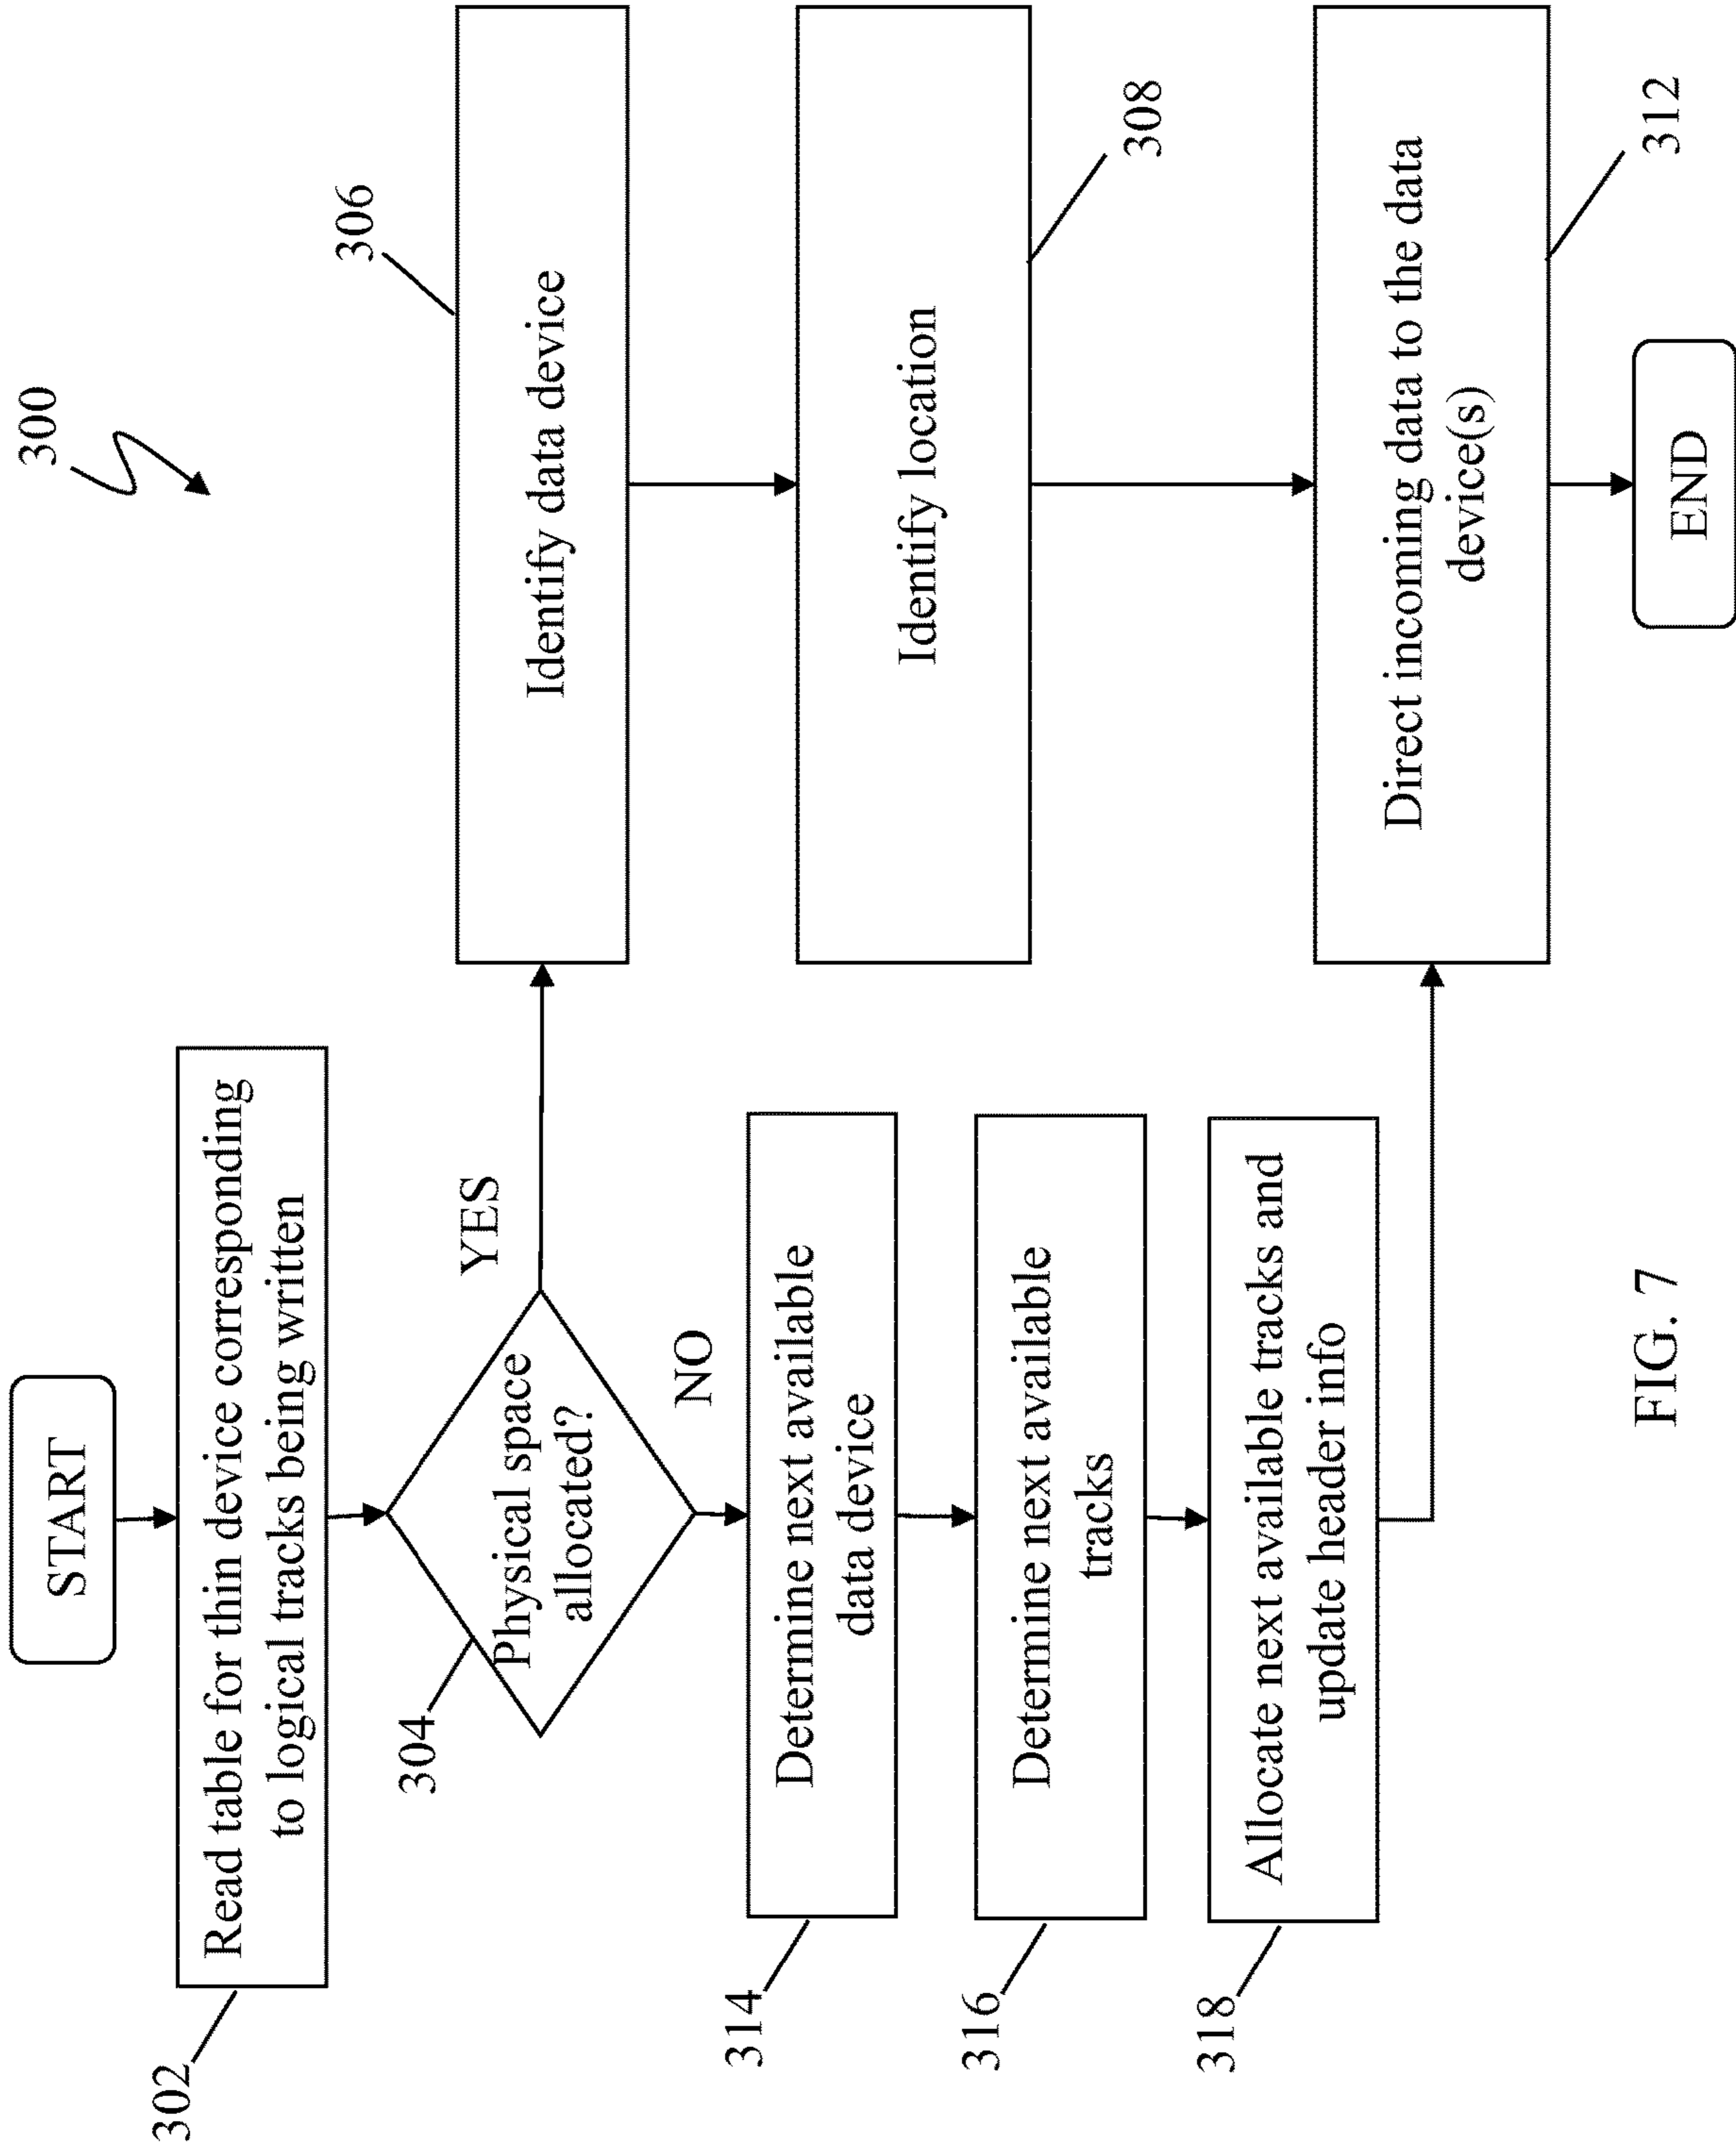 300
START
Read table for thin device corresponding
to logical tracks being written
302
304
Physical space
allocated?
YES
NO
306
Identify data device
Identify location
308
314
Determine next available
data device
316
Determine next available
tracks
318
Allocate next available tracks and
update header info
Direct incoming data to the data
device(s)
312
END
FIG. 7